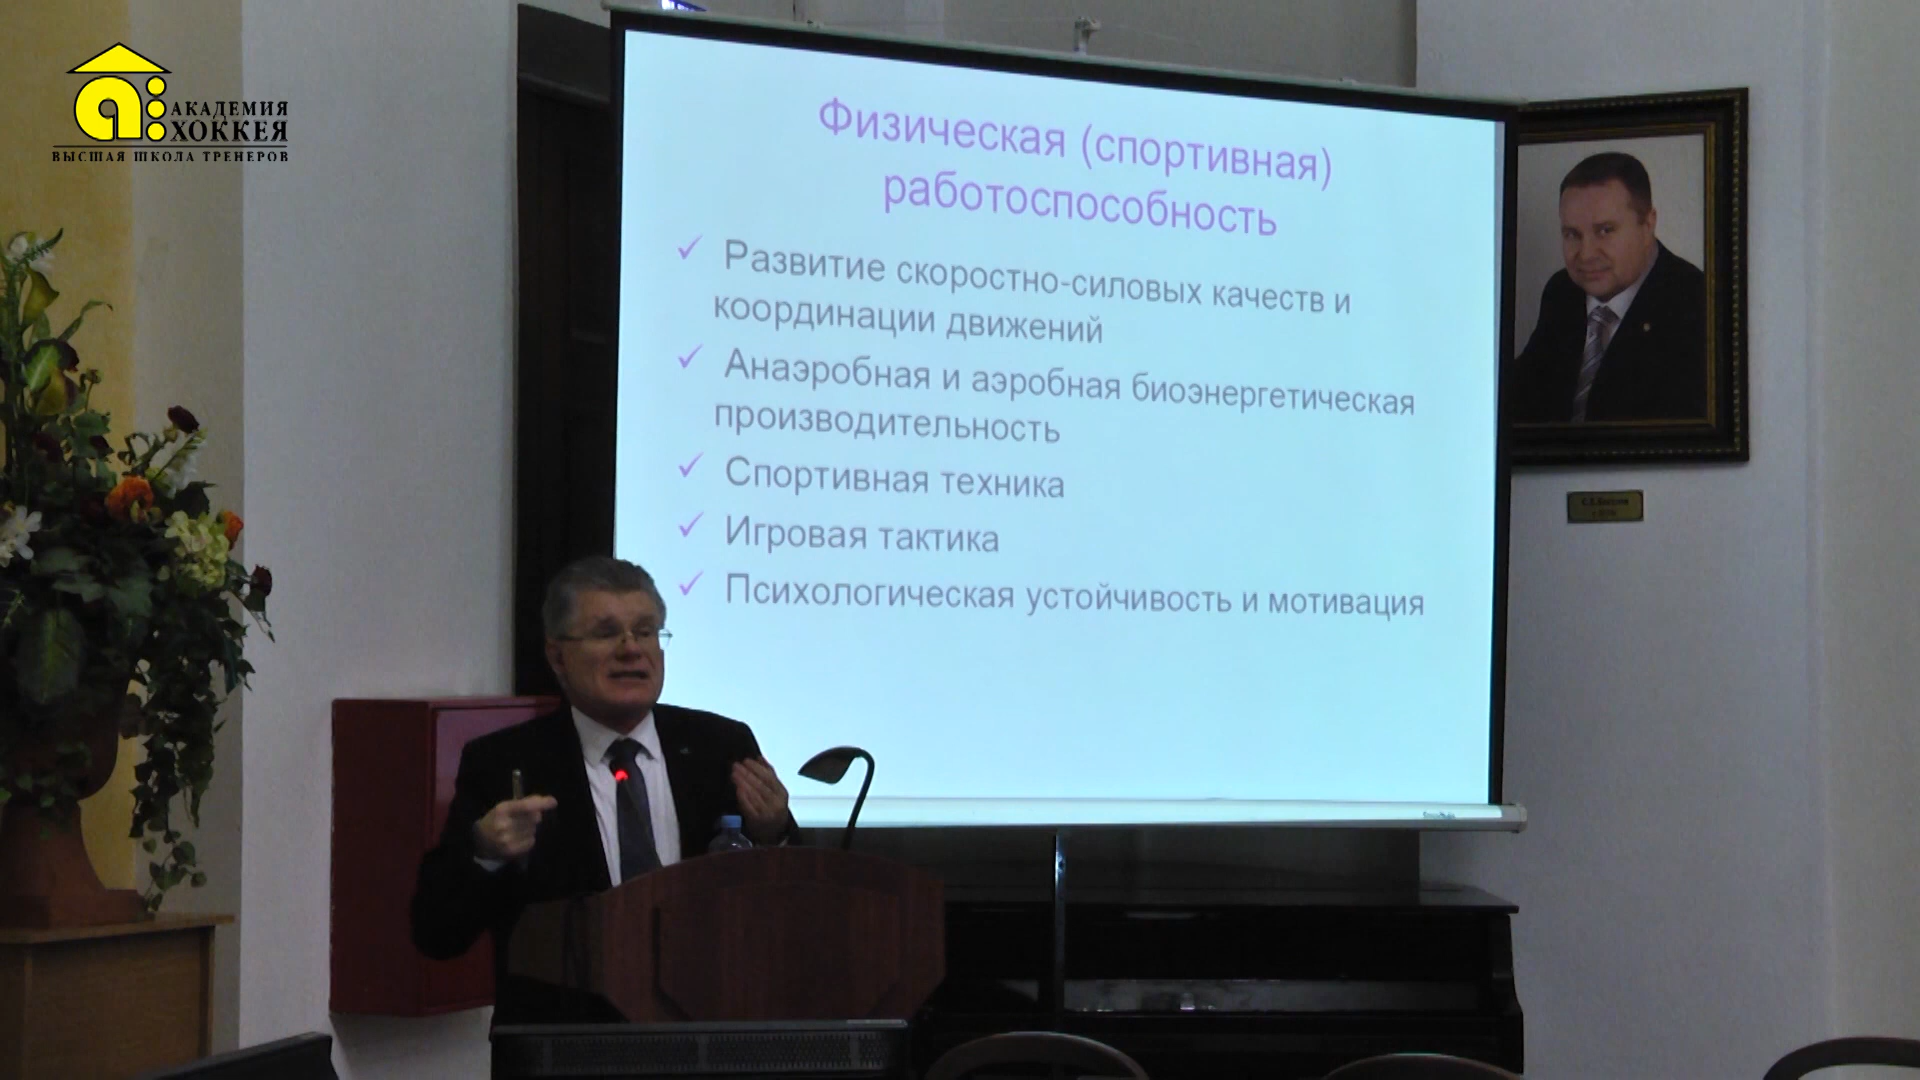 АКАДЕМИЯ
ХОККЕЯ
ВЫСШАЯ ШКОЛА ТРЕНЕРОВ
Физическая (спортивная)
работоспособность
Развитие скоростно-силовых качеств и
координации движений
Анаэробная и аэробная биоэнергетическая
производительность
Спортивная техника
Игровая тактика
Психологическая устойчивость и мотивация